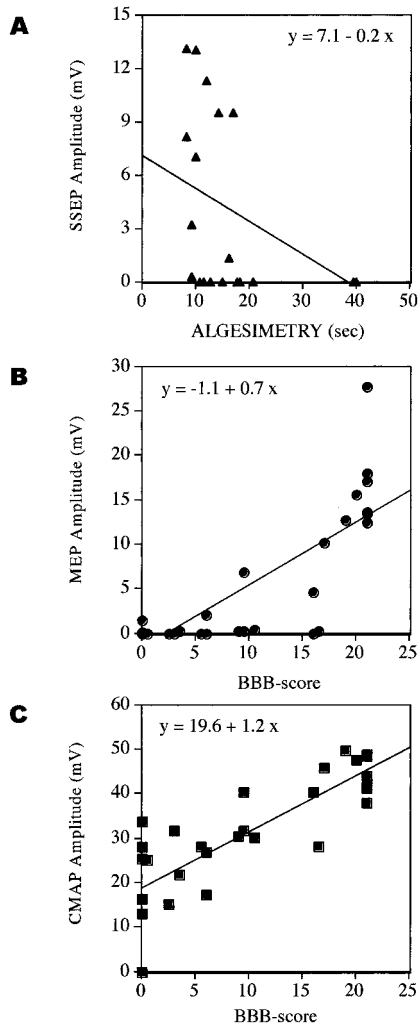 A
15
y = 7.1 - 0.2 x
12
9
6
3
0
SSEP Amplitude (mV)
0 10 20 30 40 50
ALGESIMETRY (sec)
B
30
y = -1.1 + 0.7 x
25
20
15
10
5
0
MEP Amplitude (mV)
0 5 10 15 20 25
BBB-score
C
60
y = 19.6 + 1.2 x
50
40
30
20
10
0
CMAP Amplitude (mV)
0 5 10 15 20 25
BBB-score